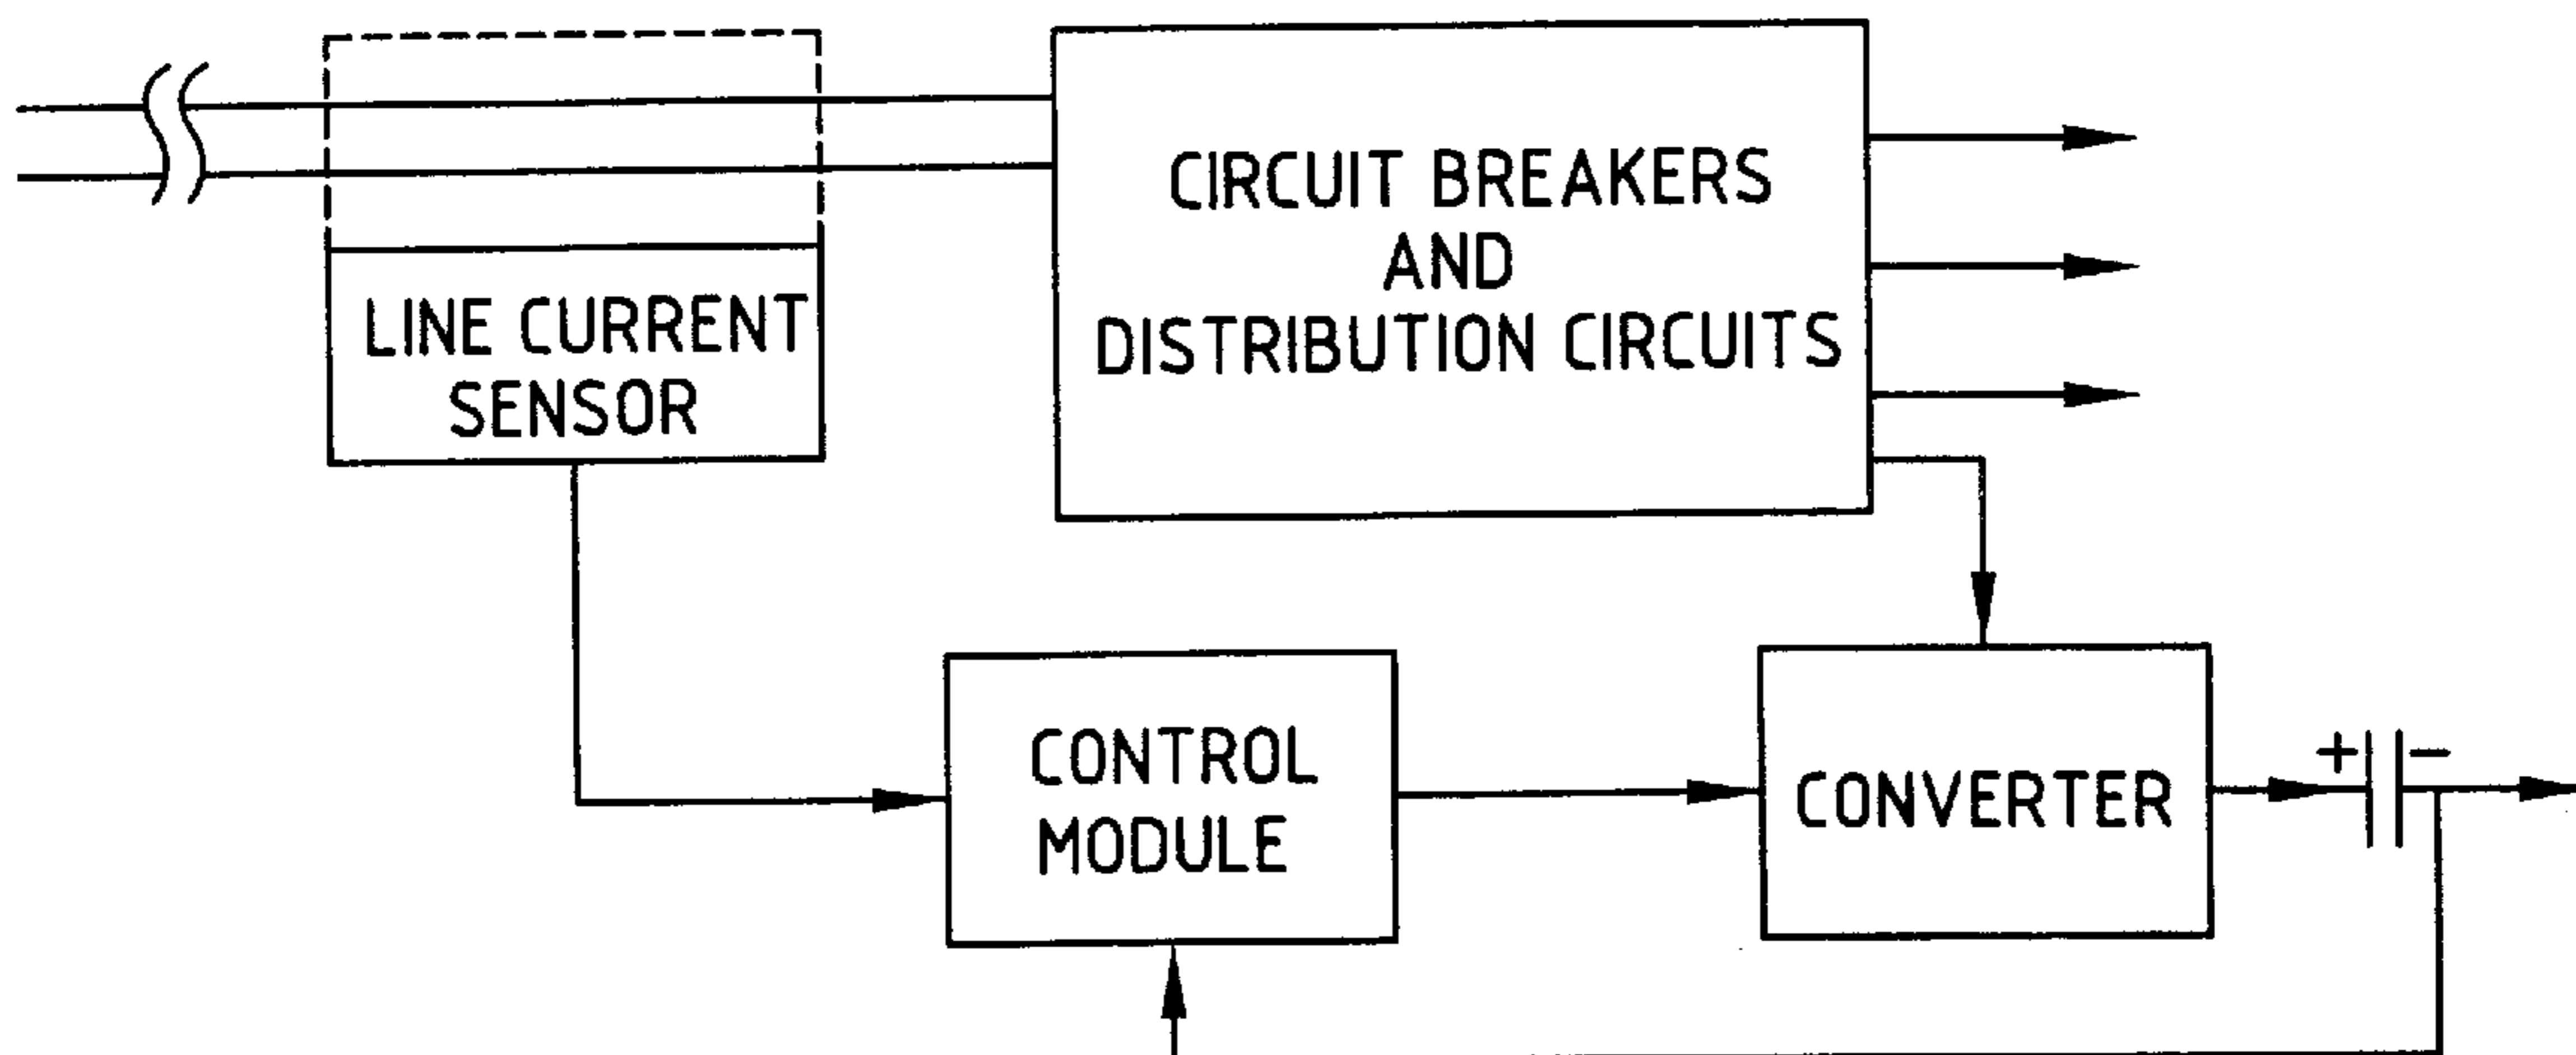 CIRCUIT BREAKERS
AND
DISTRIBUTION CIRCUITS
LINE CURRENT
SENSOR
CONTROL
MODULE
CONVERTER
+ −